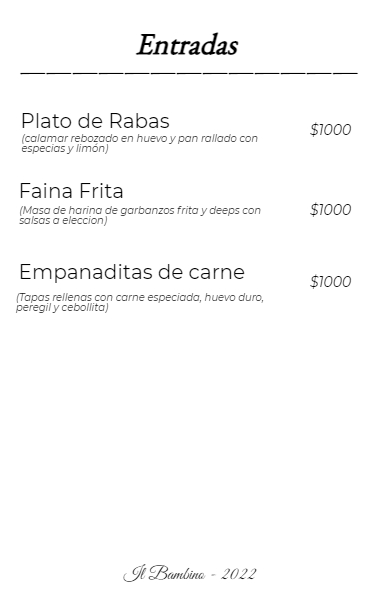 Entradas
Plato de Rabas
(calamar rebozado en huevo y pan rallado con
especias y limón)
$1000
Faina Frita
(Masa de harina de garbanzos frita y deeps con
salsas a eleccion)
$1000
Empanaditas de carne
$1000
(Tapas rellenas con carne especiada, huevo duro,
peregil y cebollita)
Il Bambino - 2022